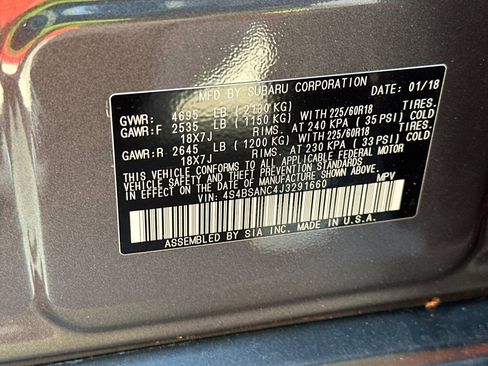 MFD BY SUBARU CORPORATION DATE: 01/18
GVWR: 4695 LB (2130 KG)
GAWR:F 2535 LB (1150 KG) WITH 225/60R18 TIRES.
18X7J RIMS. AT 240 KPA (35 PSI) COLD
GAWR:R 2645 LB (1200 KG) WITH 225/60R18 TIRES.
18X7J RIMS. AT 230 KPA (33 PSI) COLD
THIS VEHICLE CONFORMS TO ALL APPLICABLE FEDERAL MOTOR
VEHICLE SAFETY AND THEFT PREVENTION STANDARDS IN
EFFECT ON THE DATE OF MANUFACTURE SHOWN ABOVE.
VIN: 4S4BSANC4J3291660 MPV
ASSEMBLED BY SIA INC. MADE IN U.S.A.